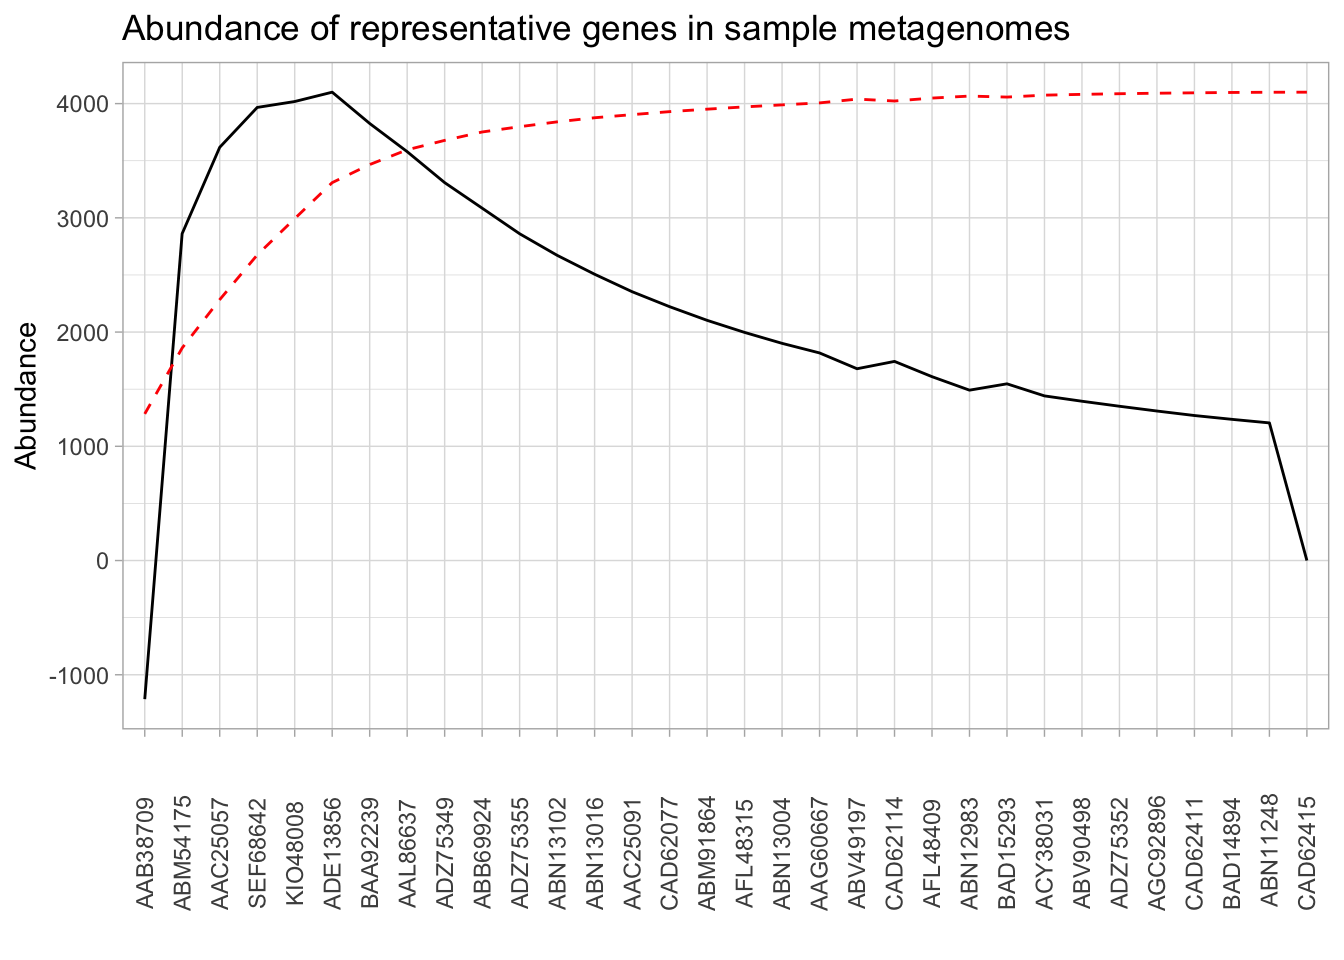 Abundance of representative genes in sample metagenomes
Abundance
4000
3000
2000
1000
0
-1000
AAB38709
ABM54175
AAC25057
SEF68642
KIO48008
ADE13856
BAA92239
AAL86637
ADZ75349
ABB69924
ADZ75355
ABN13102
ABN13016
AAC25091
CAD62077
ABM91864
AFL48315
ABN13004
AAG60667
ABV49197
CAD62114
AFL48409
ABN12983
BAD15293
ACY38031
ABV90498
ADZ75352
AGC92896
CAD62411
BAD14894
ABN11248
CAD62415